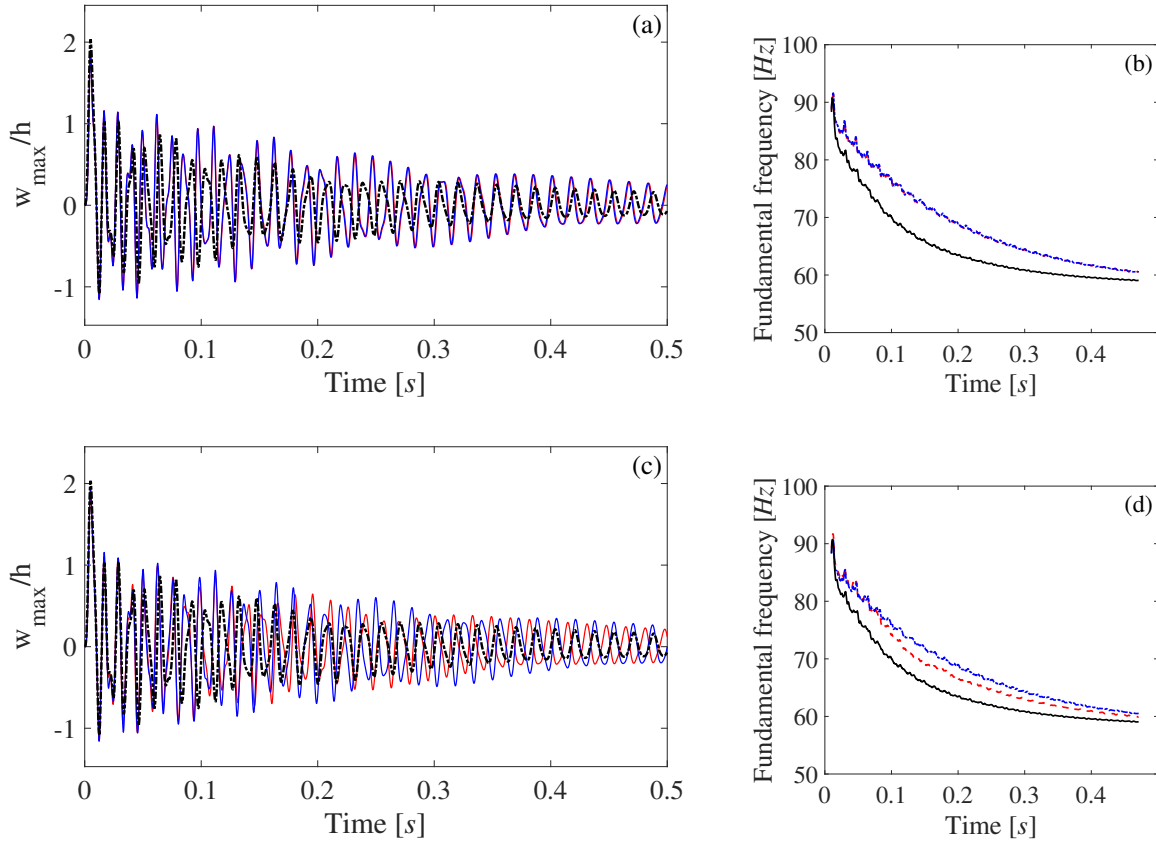 (a)
w_max/h
2
1
0
-1
0 0.1 0.2 0.3 0.4 0.5
Time [s]
(b)
Fundamental frequency [Hz]
100
90
80
70
60
50
0 0.1 0.2 0.3 0.4
Time [s]
(c)
w_max/h
2
1
0
-1
0 0.1 0.2 0.3 0.4 0.5
Time [s]
(d)
Fundamental frequency [Hz]
100
90
80
70
60
50
0 0.1 0.2 0.3 0.4
Time [s]